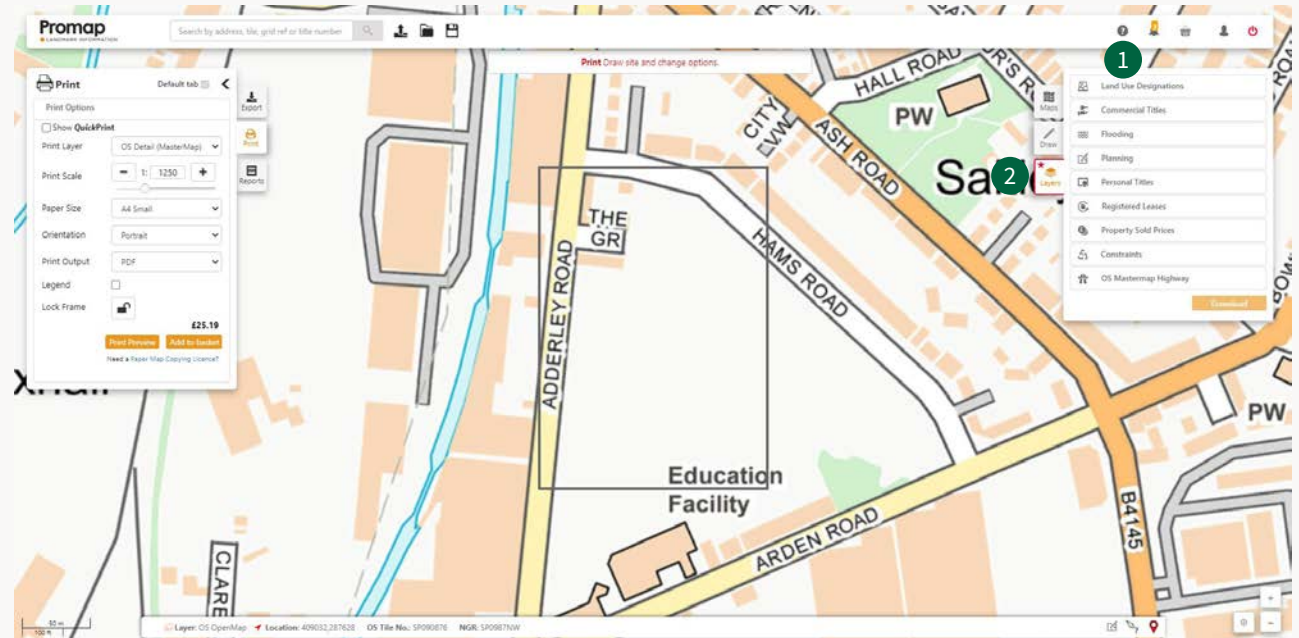 Promap
LANDMARK INFORMATION
Search by address, tile, grid ref or title number
Print Draw site and change options.
1
Print
Default tab
Print Options
Show QuickPrint
Print Layer
OS Detail (MasterMap)
Print Scale
1:
1250
Paper Size
A4 Small
Orientation
Portrait
Print Output
PDF
Legend
Lock Frame
£25.19
Print Preview
Add to basket
Need a Paper Map Copying Licence?
Export
Print
Reports
Maps
Draw
Layers
2
Land Use Designations
Commercial Titles
Flooding
Planning
Personal Titles
Registered Leases
Property Sold Prices
Constraints
OS Mastermap Highway
Download
HALL ROAD
PW
CITY
ASH ROAD
THE
GR
HAMS ROAD
ADDERLEY ROAD
PW
Education
Facility
ARDEN ROAD
B4145
CLARE
50 m
100 ft
Layer: OS OpenMap
Location: 409032,287628
OS Tile No.: SP090876
NGR: SP0987NW